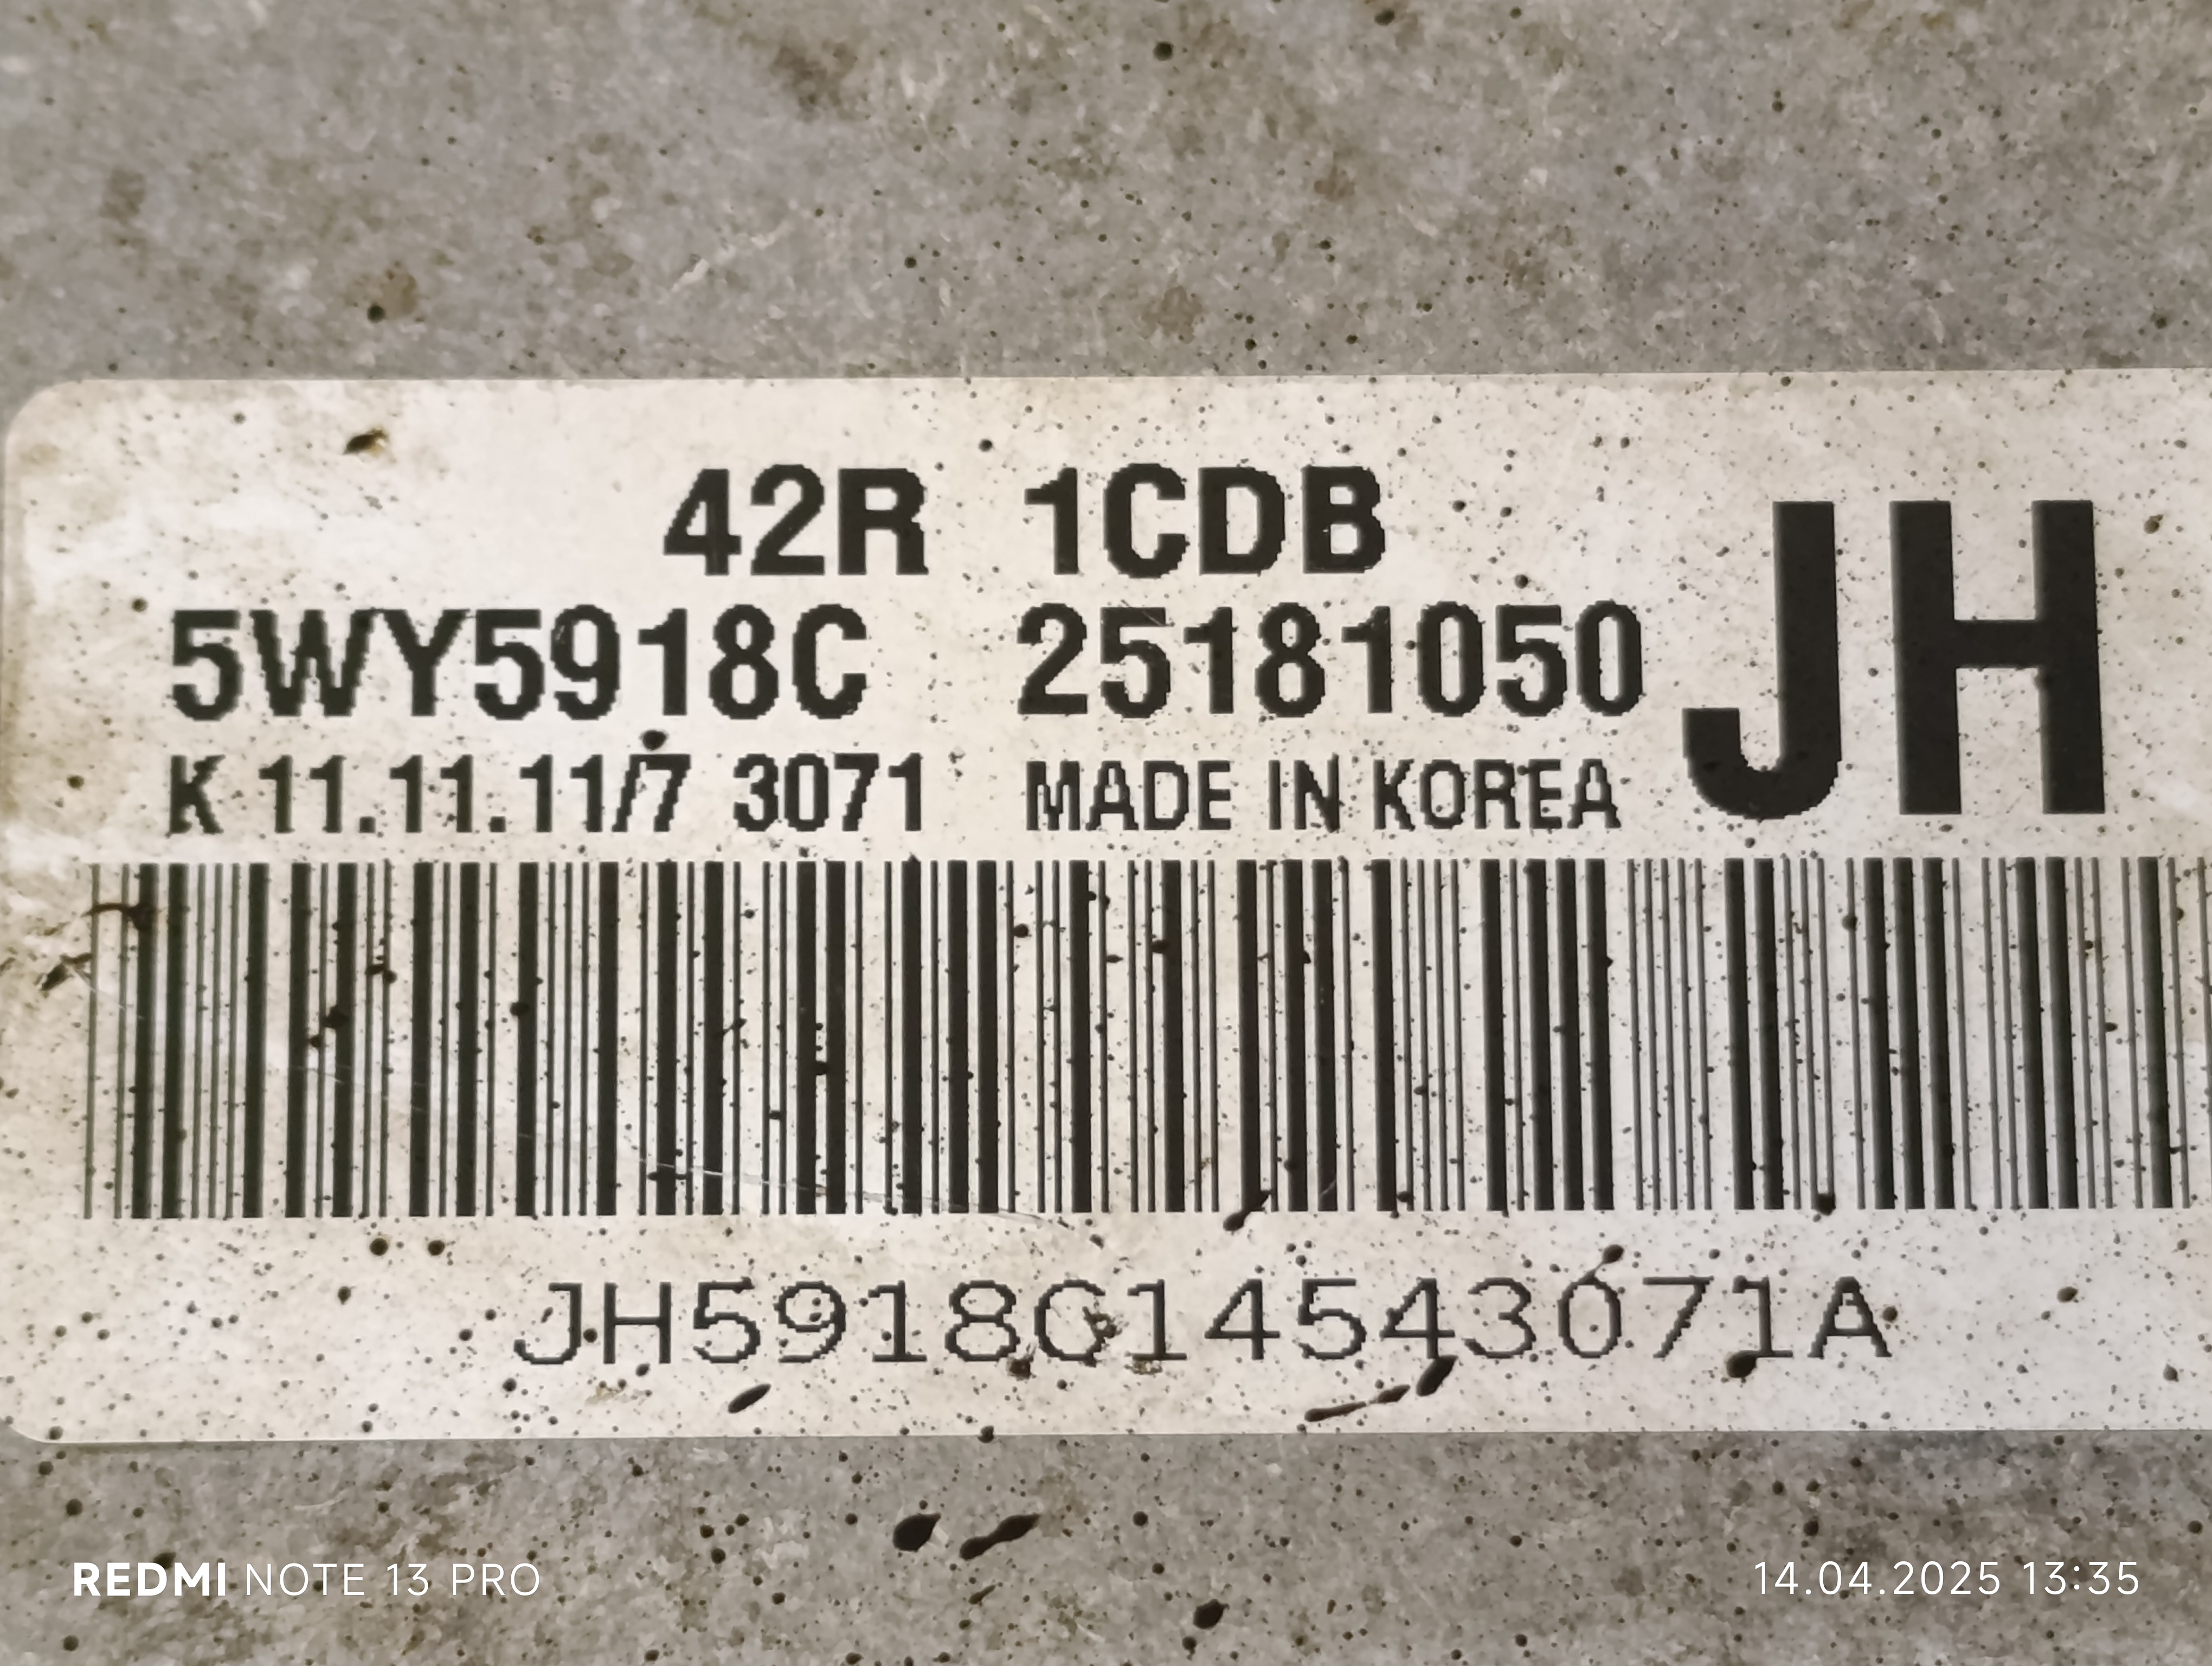 42R 1CDB
5WY5918C 25181050
JH
K 11.11.11/7 3071 MADE IN KOREA
JH5918C14543071A
REDMI NOTE 13 PRO
14.04.2025 13:35